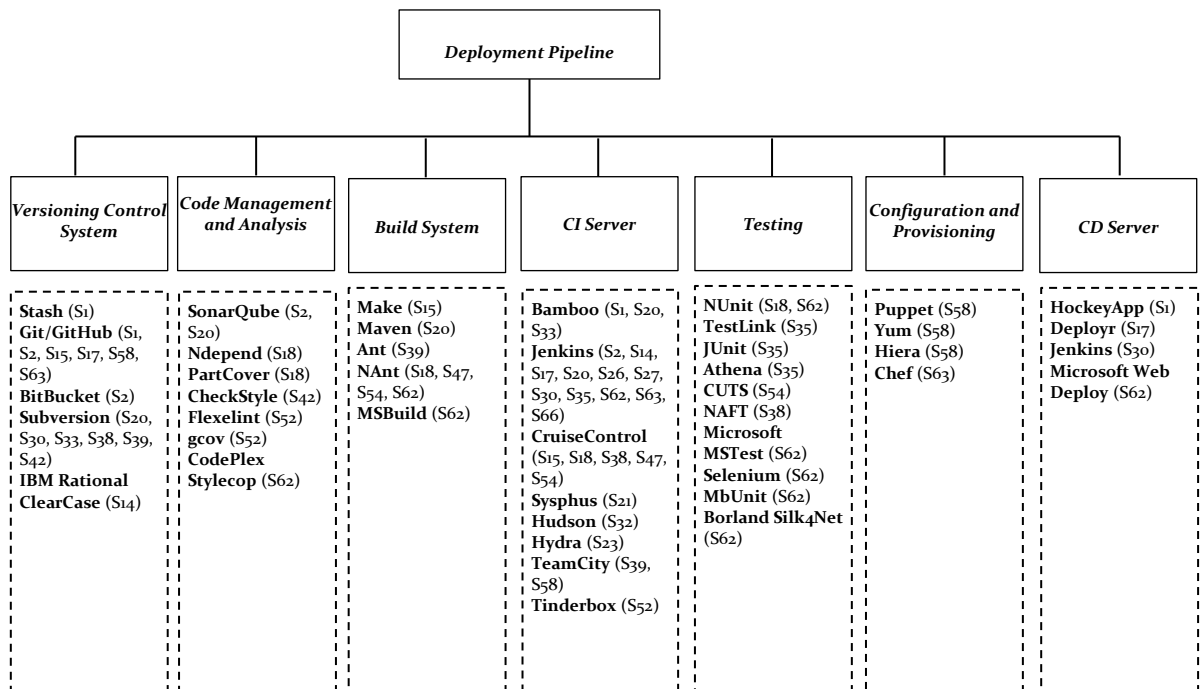 Deployment Pipeline
Versioning Control
System
Code Management
and Analysis
Build System
CI Server
Testing
Configuration and
Provisioning
CD Server
Stash (S1)
Git/GitHub (S1,
S2, S15, S17, S58,
S63)
BitBucket (S2)
Subversion (S20,
S30, S33, S38, S39,
S42)
IBM Rational
ClearCase (S14)
SonarQube (S2,
S20)
Ndepend (S18)
PartCover (S18)
CheckStyle (S42)
Flexelint (S52)
gcov (S52)
CodePlex
Stylecop (S62)
Make (S15)
Maven (S20)
Ant (S39)
NAnt (S18, S47,
S54, S62)
MSBuild (S62)
Bamboo (S1, S20,
S33)
Jenkins (S2, S14,
S17, S20, S26, S27,
S30, S35, S62, S63,
S66)
CruiseControl
(S15, S18, S38, S47,
S54)
Sysphus (S21)
Hudson (S32)
Hydra (S23)
TeamCity (S39,
S58)
Tinderbox (S52)
NUnit (S18, S62)
TestLink (S35)
JUnit (S35)
Athena (S35)
CUTS (S54)
NAFT (S38)
Microsoft
MSTest (S62)
Selenium (S62)
MbUnit (S62)
Borland Silk4Net
(S62)
Puppet (S58)
Yum (S58)
Hiera (S58)
Chef (S63)
HockeyApp (S1)
Deployr (S17)
Jenkins (S30)
Microsoft Web
Deploy (S62)